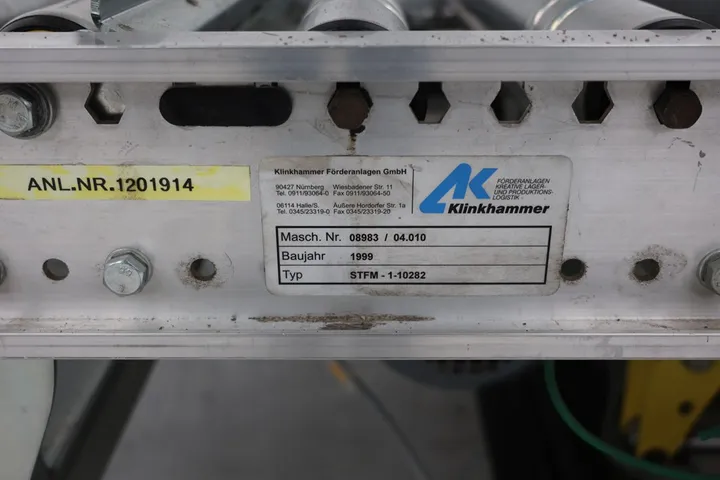 ANL.NR.1201914
Klinkhammer Förderanlagen GmbH
90427 Nürnberg Wiesbadener Str. 11
Tel. 0911/93064-0 Fax 0911/93064-50
06114 Halle/S. Äußere Hordorfer Str. 1a
Tel. 0345/23319-0 Fax 0345/23319-20
FÖRDERANLAGEN
KREATIVE LAGER-
UND PRODUKTIONS-
LOGISTIK
Klinkhammer
Masch. Nr. 08983 / 04.010
Baujahr 1999
Typ STFM - 1-10282